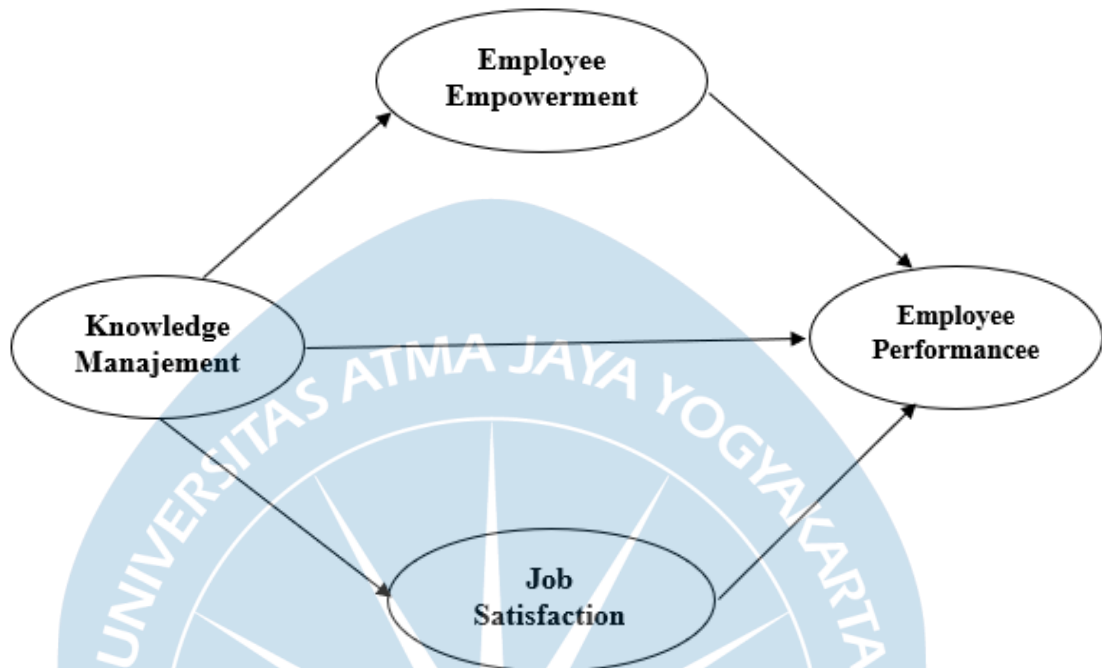 Employee
Empowerment
Knowledge
Manajement
Employee
Performancee
UNIVERSITAS ATMA JAYA YOGYAKARTA
Job
Satisfaction